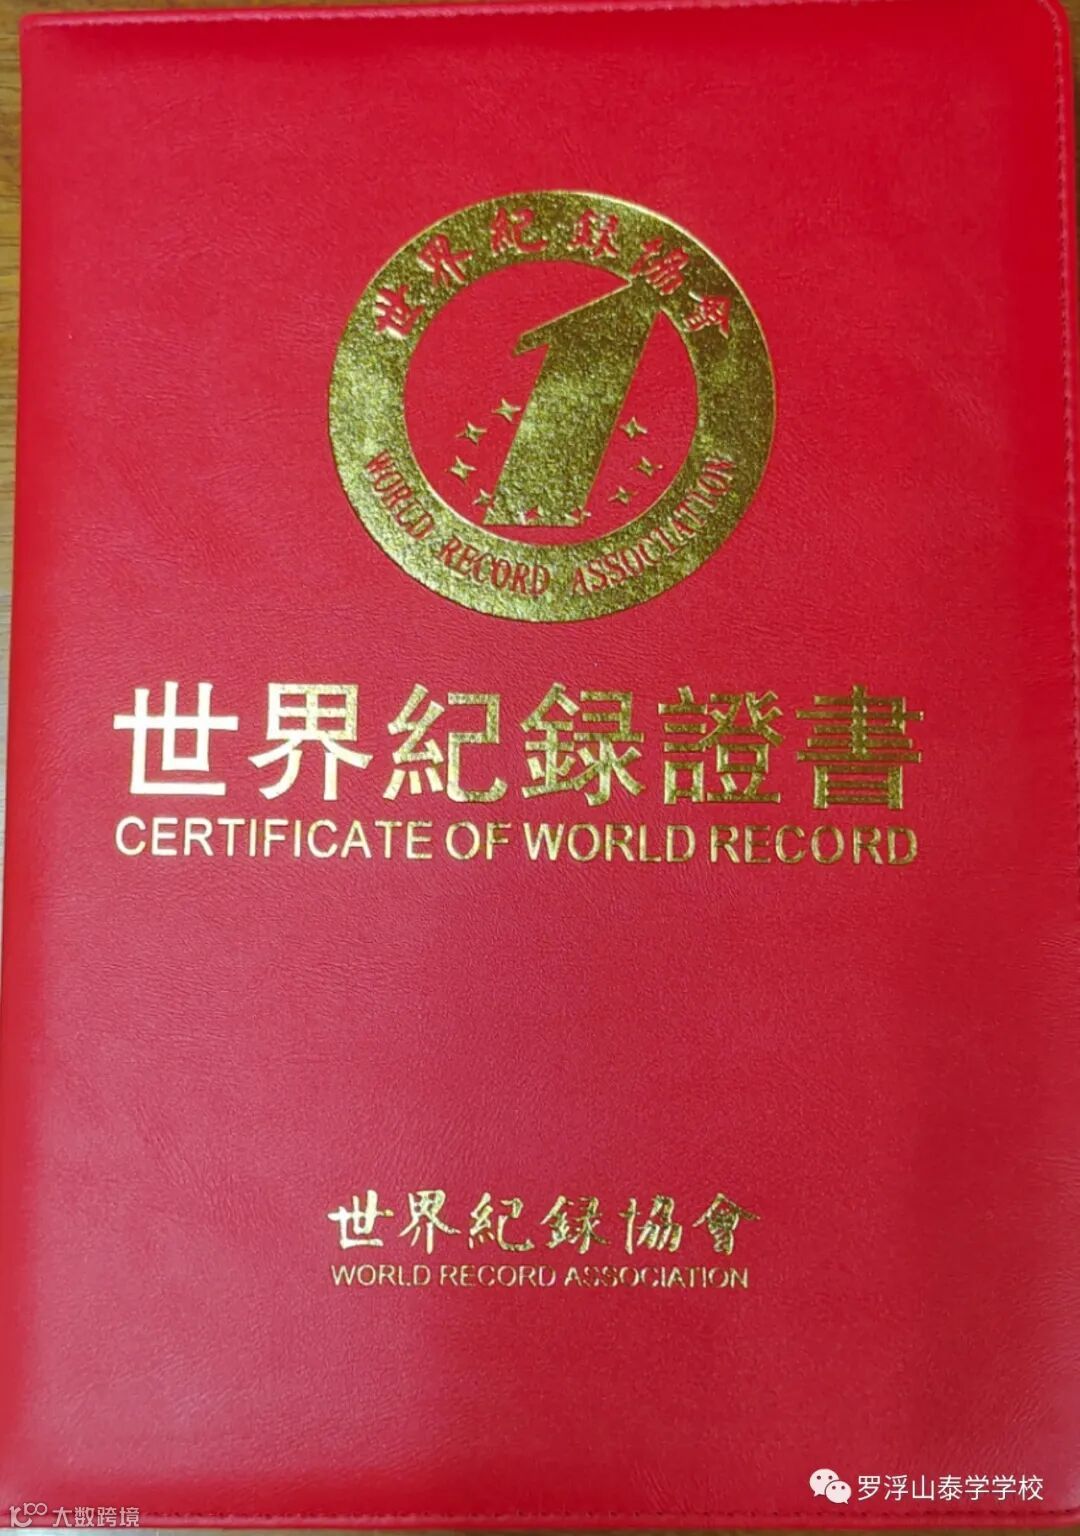 世界紀錄協會
WORLD RECORD ASSOCIATION
世界紀録證書
CERTIFICATE OF WORLD RECORD
世界紀録協會
WORLD RECORD ASSOCIATION
罗浮山泰学学校
大数跨境